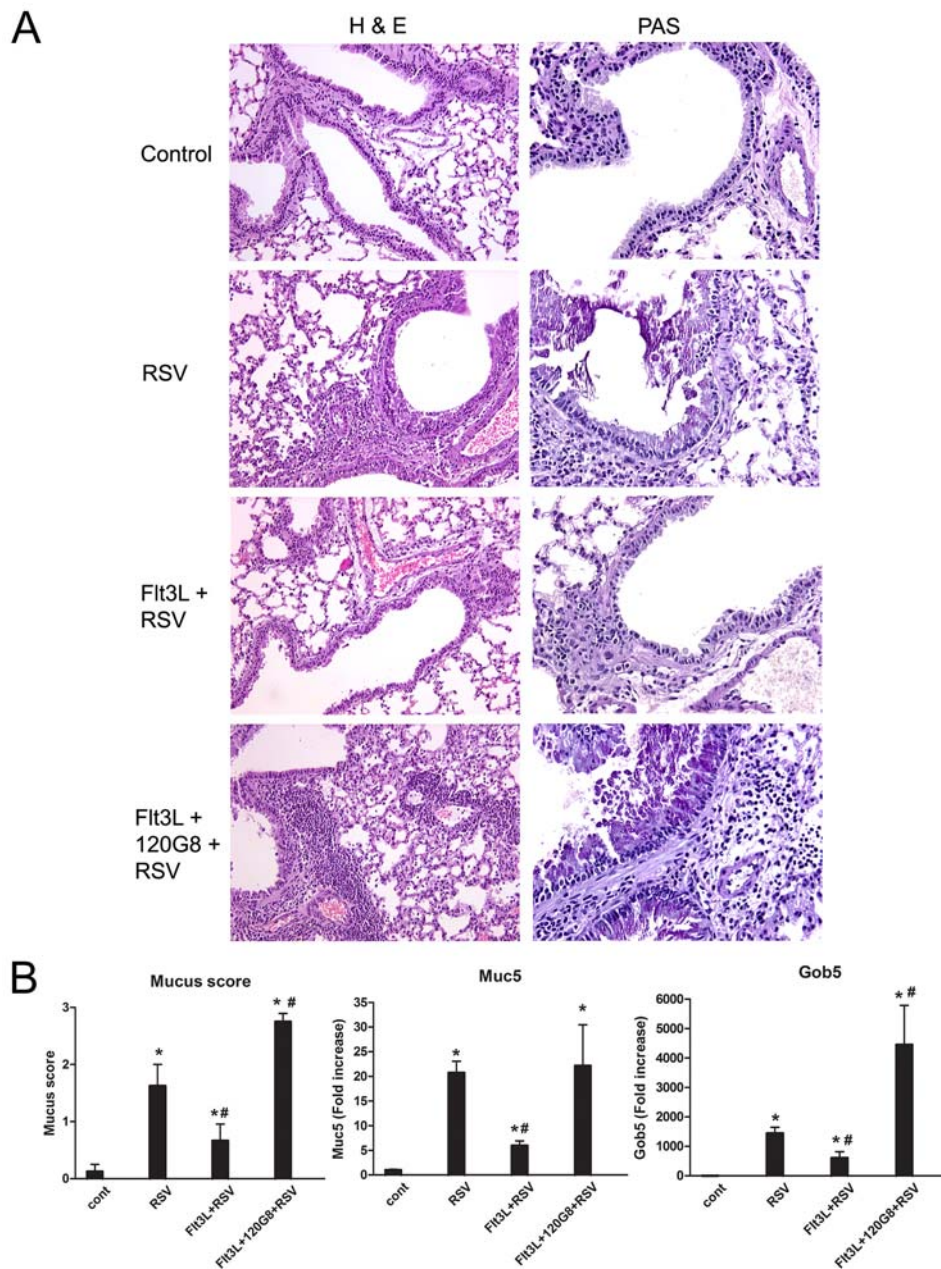 A
H & E
PAS
Control
RSV
Flt3L +
RSV
Flt3L +
120G8 +
RSV
B
Mucus score
Mucus score
3
2
1
0
*
*#
* #
cont
RSV
Flt3L+RSV
Flt3L+120G8+RSV
Muc5
Muc5 (Fold increase)
35
30
25
20
15
10
5
0
*
*#
*
cont
RSV
Flt3L+RSV
Flt3L+120G8+RSV
Gob5
Gob5 (Fold increase)
6000
5000
4000
3000
2000
1000
0
*
*#
*#
cont
RSV
Flt3L+RSV
Flt3L+120G8+RSV